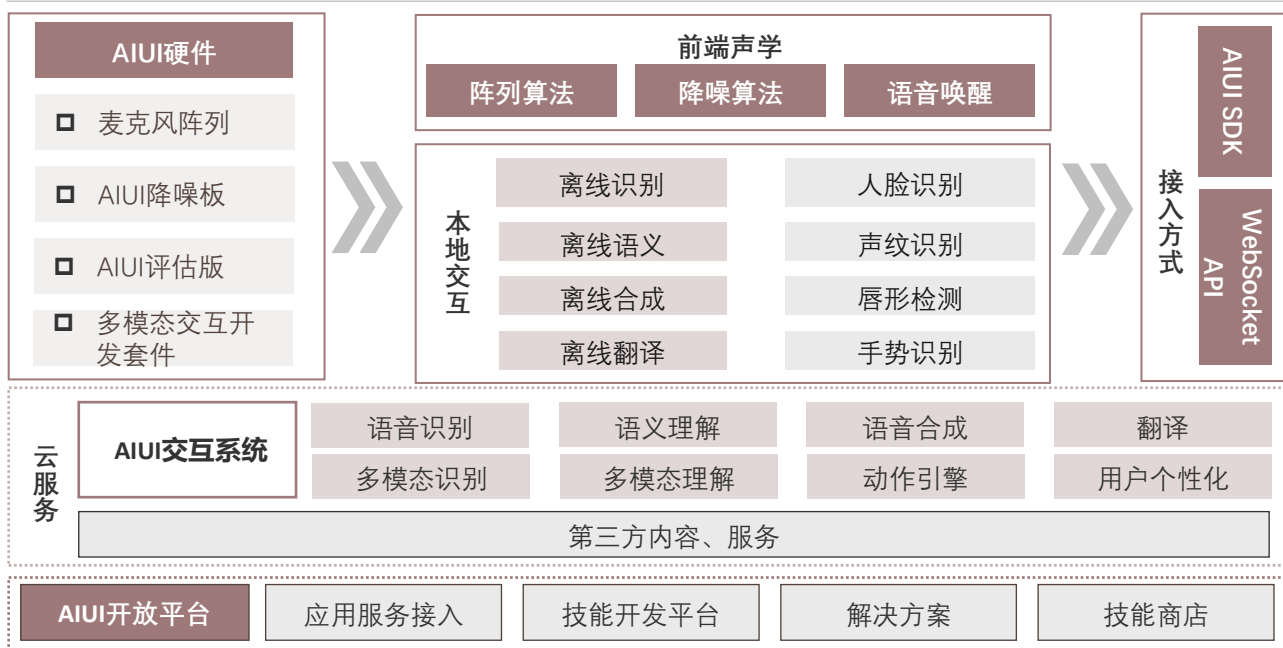 AIUI硬件
麦克风阵列
AIUI降噪板
AIUI评估版
多模态交互开
发套件
前端声学
阵列算法
降噪算法
语音唤醒
本地交互
离线识别
人脸识别
离线语义
声纹识别
离线合成
唇形检测
离线翻译
手势识别
接入方式
AIUI SDK
WebSocket
API
云服务
AIUI交互系统
语音识别
语义理解
语音合成
翻译
多模态识别
多模态理解
动作引擎
用户个性化
第三方内容、服务
AIUI开放平台
应用服务接入
技能开发平台
解决方案
技能商店